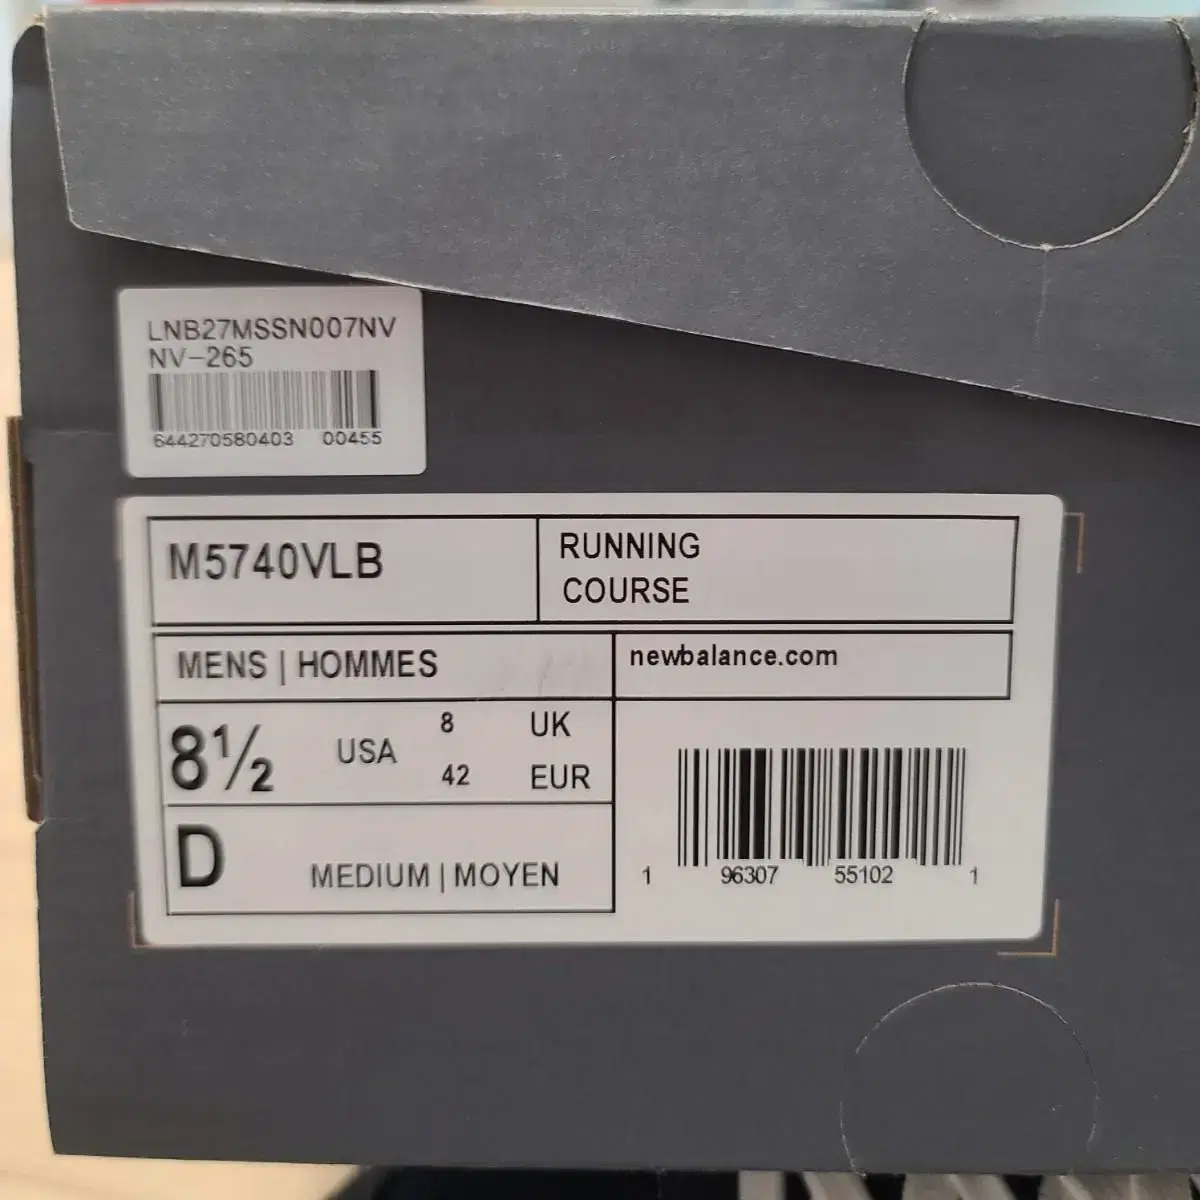 LNB27MSSN007NV
NV-265
644270580403 00455
M5740VLB
RUNNING
COURSE
MENS | HOMMES
newbalance.com
8½ USA
8 UK
42 EUR
D MEDIUM | MOYEN
1 96307 55102 1